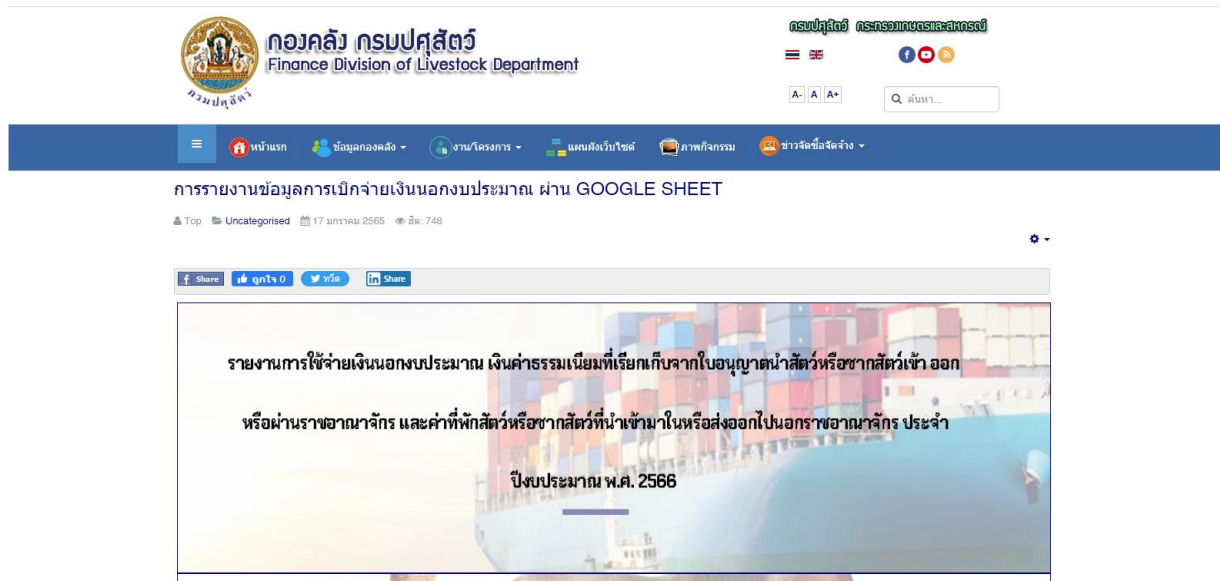 กรมปศุสัตว์ กระทรวงเกษตรและสหกรณ์
กองคลัง กรมปศุสัตว์
Finance Division of Livestock Department
กรมปศุสัตว์
A- A A+
ค้นหา...
หน้าแรก ข้อมูลกองคลัง งาน/โครงการ แผนผังเว็บไซต์ ภาพกิจกรรม ข่าวจัดซื้อจัดจ้าง
การรายงานข้อมูลการเบิกจ่ายเงินนอกงบประมาณ ผ่าน GOOGLE SHEET
Top Uncategorised 17 มกราคม 2565 ฮิต: 748
f Share ถูกใจ 0 ทวีต in Share
รายงานการใช้จ่ายเงินนอกงบประมาณ เงินค่าธรรมเนียมที่เรียกเก็บจากใบอนุญาตนำสัตว์หรือซากสัตว์เข้า ออก
หรือผ่านราชอาณาจักร และค่าที่พักสัตว์หรือซากสัตว์ที่นำเข้ามาในหรือส่งออกไปนอกราชอาณาจักร ประจำ
ปีงบประมาณ พ.ศ. 2566